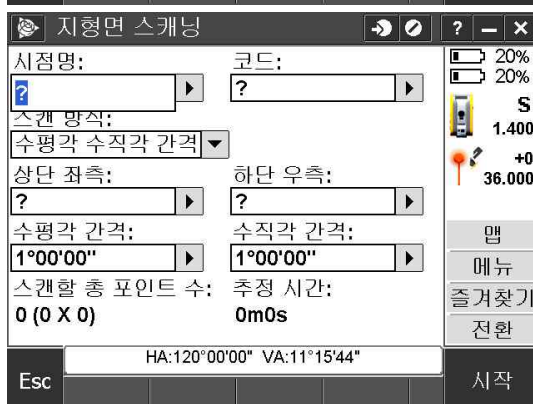 지형면 스캐닝 ? – ×
시점명: 코드: 20%
? ? 20%
스캔 방식: S
수평각 수직각 간격 1.400
상단 좌측: 하단 우측: +0
? ? 36.000
수평각 간격: 수직각 간격: 맵
1°00'00" 1°00'00" 메뉴
스캔할 총 포인트 수: 추정 시간: 즐겨찾기
0 (0 X 0) 0m0s 전환
HA:120°00'00" VA:11°15'44"
Esc 시작